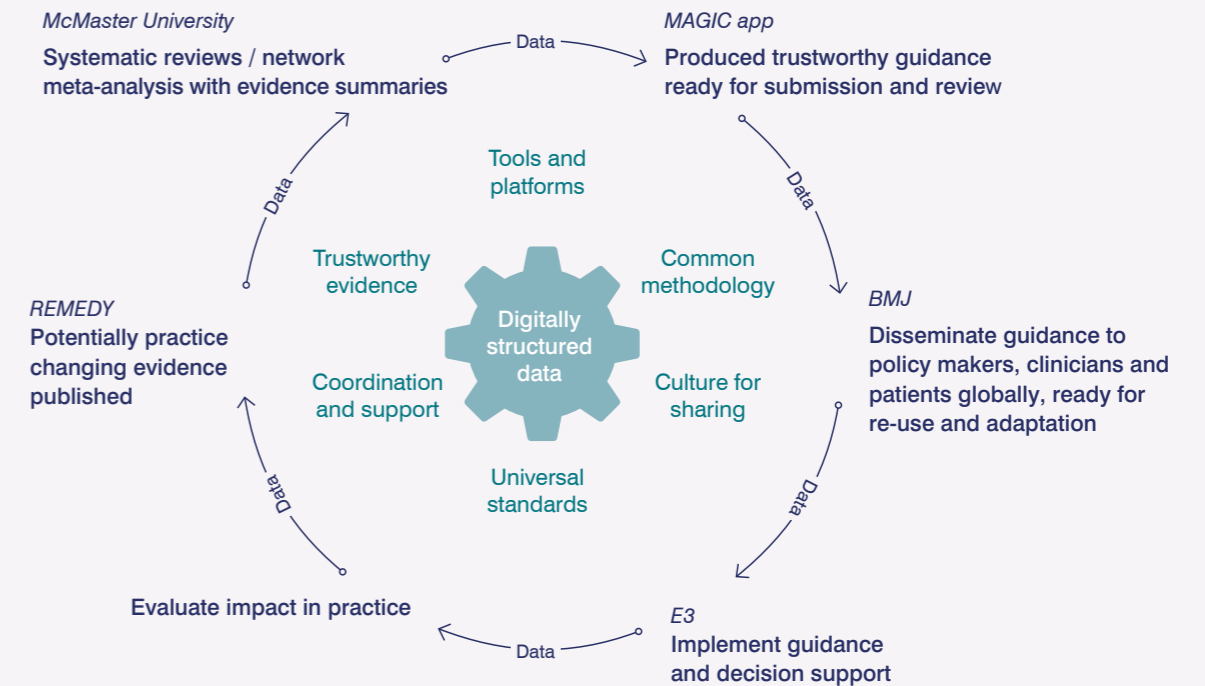 McMaster University
Systematic reviews / network
meta-analysis with evidence summaries
Data
MAGIC app
Produced trustworthy guidance
ready for submission and review
Data
BMJ
Disseminate guidance to
policy makers, clinicians and
patients globally, ready for
re-use and adaptation
Data
E3
Implement guidance
and decision support
Data
Evaluate impact in practice
Data
REMEDY
Potentially practice
changing evidence
published
Data
Tools and
platforms
Common
methodology
Culture for
sharing
Universal
standards
Coordination
and support
Trustworthy
evidence
Digitally
structured
data